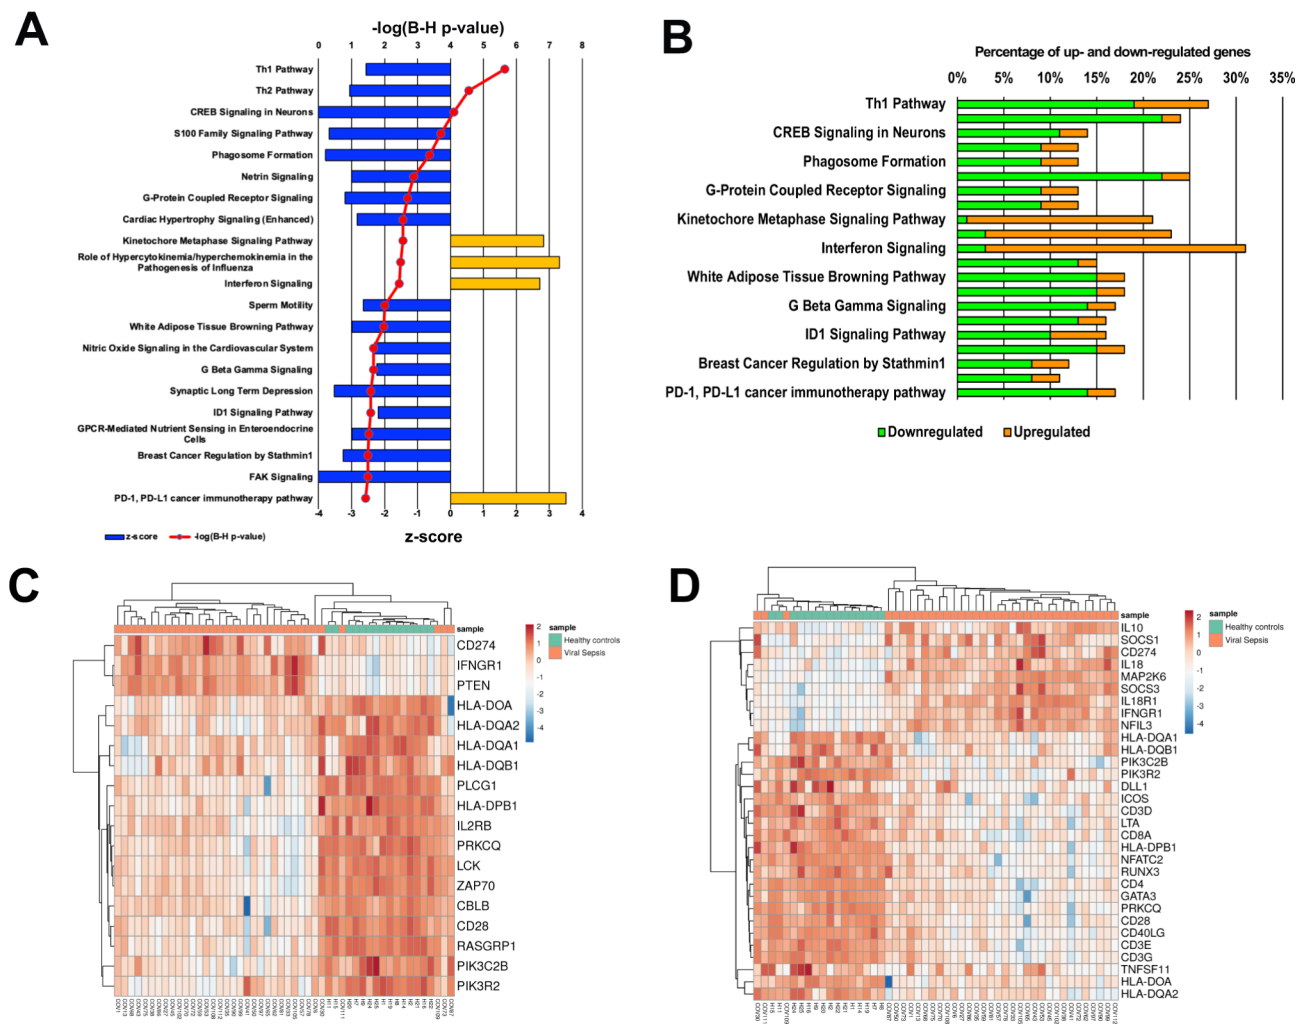 A
-log(B-H p-value)
0 1 2 3 4 5 6 7 8
Th1 Pathway
Th2 Pathway
CREB Signaling in Neurons
S100 Family Signaling Pathway
Phagosome Formation
Netrin Signaling
G-Protein Coupled Receptor Signaling
Cardiac Hypertrophy Signaling (Enhanced)
Kinetochore Metaphase Signaling Pathway
Role of Hypercytokinemia/hyperchemokinemia in the
Pathogenesis of Influenza
Interferon Signaling
Sperm Motility
White Adipose Tissue Browning Pathway
Nitric Oxide Signaling in the Cardiovascular System
G Beta Gamma Signaling
Synaptic Long Term Depression
ID1 Signaling Pathway
GPCR-Mediated Nutrient Sensing in Enteroendocrine
Cells
Breast Cancer Regulation by Stathmin1
FAK Signaling
PD-1, PD-L1 cancer immunotherapy pathway
-4 -3 -2 -1 0 1 2 3 4
z-score -log(B-H p-value)
z-score
B
Percentage of up- and down-regulated genes
0% 5% 10% 15% 20% 25% 30% 35%
Th1 Pathway
CREB Signaling in Neurons
Phagosome Formation
G-Protein Coupled Receptor Signaling
Kinetochore Metaphase Signaling Pathway
Interferon Signaling
White Adipose Tissue Browning Pathway
G Beta Gamma Signaling
ID1 Signaling Pathway
Breast Cancer Regulation by Stathmin1
PD-1, PD-L1 cancer immunotherapy pathway
Downregulated Upregulated
C
sample
CD274
IFNGR1
PTEN
HLA-DOA
HLA-DQA2
HLA-DQA1
HLA-DQB1
PLCG1
HLA-DPB1
IL2RB
PRKCQ
LCK
ZAP70
CBLB
CD28
RASGRP1
PIK3C2B
PIK3R2
2
1
0
-1
-2
-3
-4
sample
Healthy controls
Viral Sepsis
D
sample
IL10
SOCS1
CD274
IL18
MAP2K6
SOCS3
IL18R1
IFNGR1
NFIL3
HLA-DQA1
HLA-DQB1
PIK3C2B
PIK3R2
DLL1
ICOS
CD3D
LTA
CD8A
HLA-DPB1
NFATC2
RUNX3
CD4
GATA3
PRKCQ
CD28
CD40LG
CD3E
CD3G
TNFSF11
HLA-DOA
HLA-DQA2
2
0
-2
-4
sample
Healthy controls
Viral Sepsis